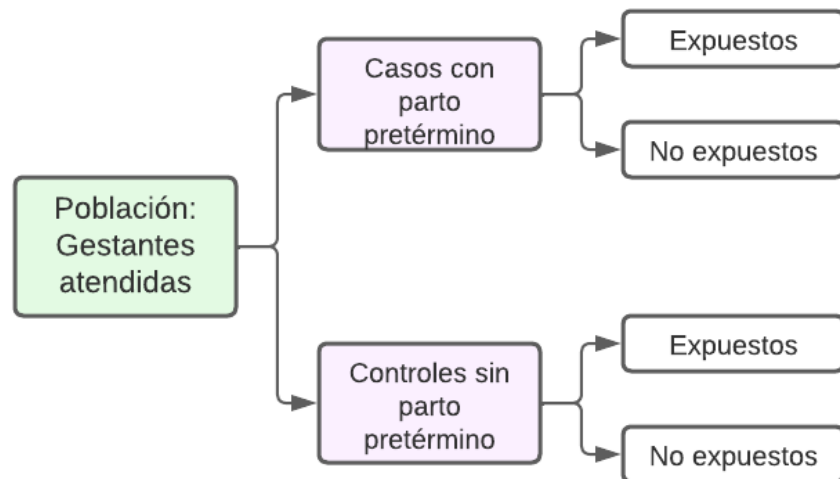 Población:
Gestantes
atendidas
Casos con
parto
pretérmino
Expuestos
No expuestos
Controles sin
parto
pretérmino
Expuestos
No expuestos